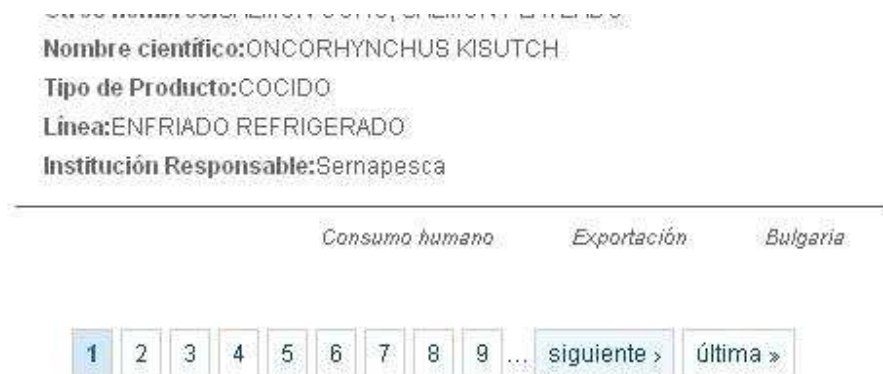 Nombre científico:ONCORHYNCHUS KISUTCH
Tipo de Producto:COCIDO
Línea:ENFRIADO REFRIGERADO
Institución Responsable:Sernapesca
Consumo humano Exportación Bulgaria
1 2 3 4 5 6 7 8 9 ... siguiente › última »